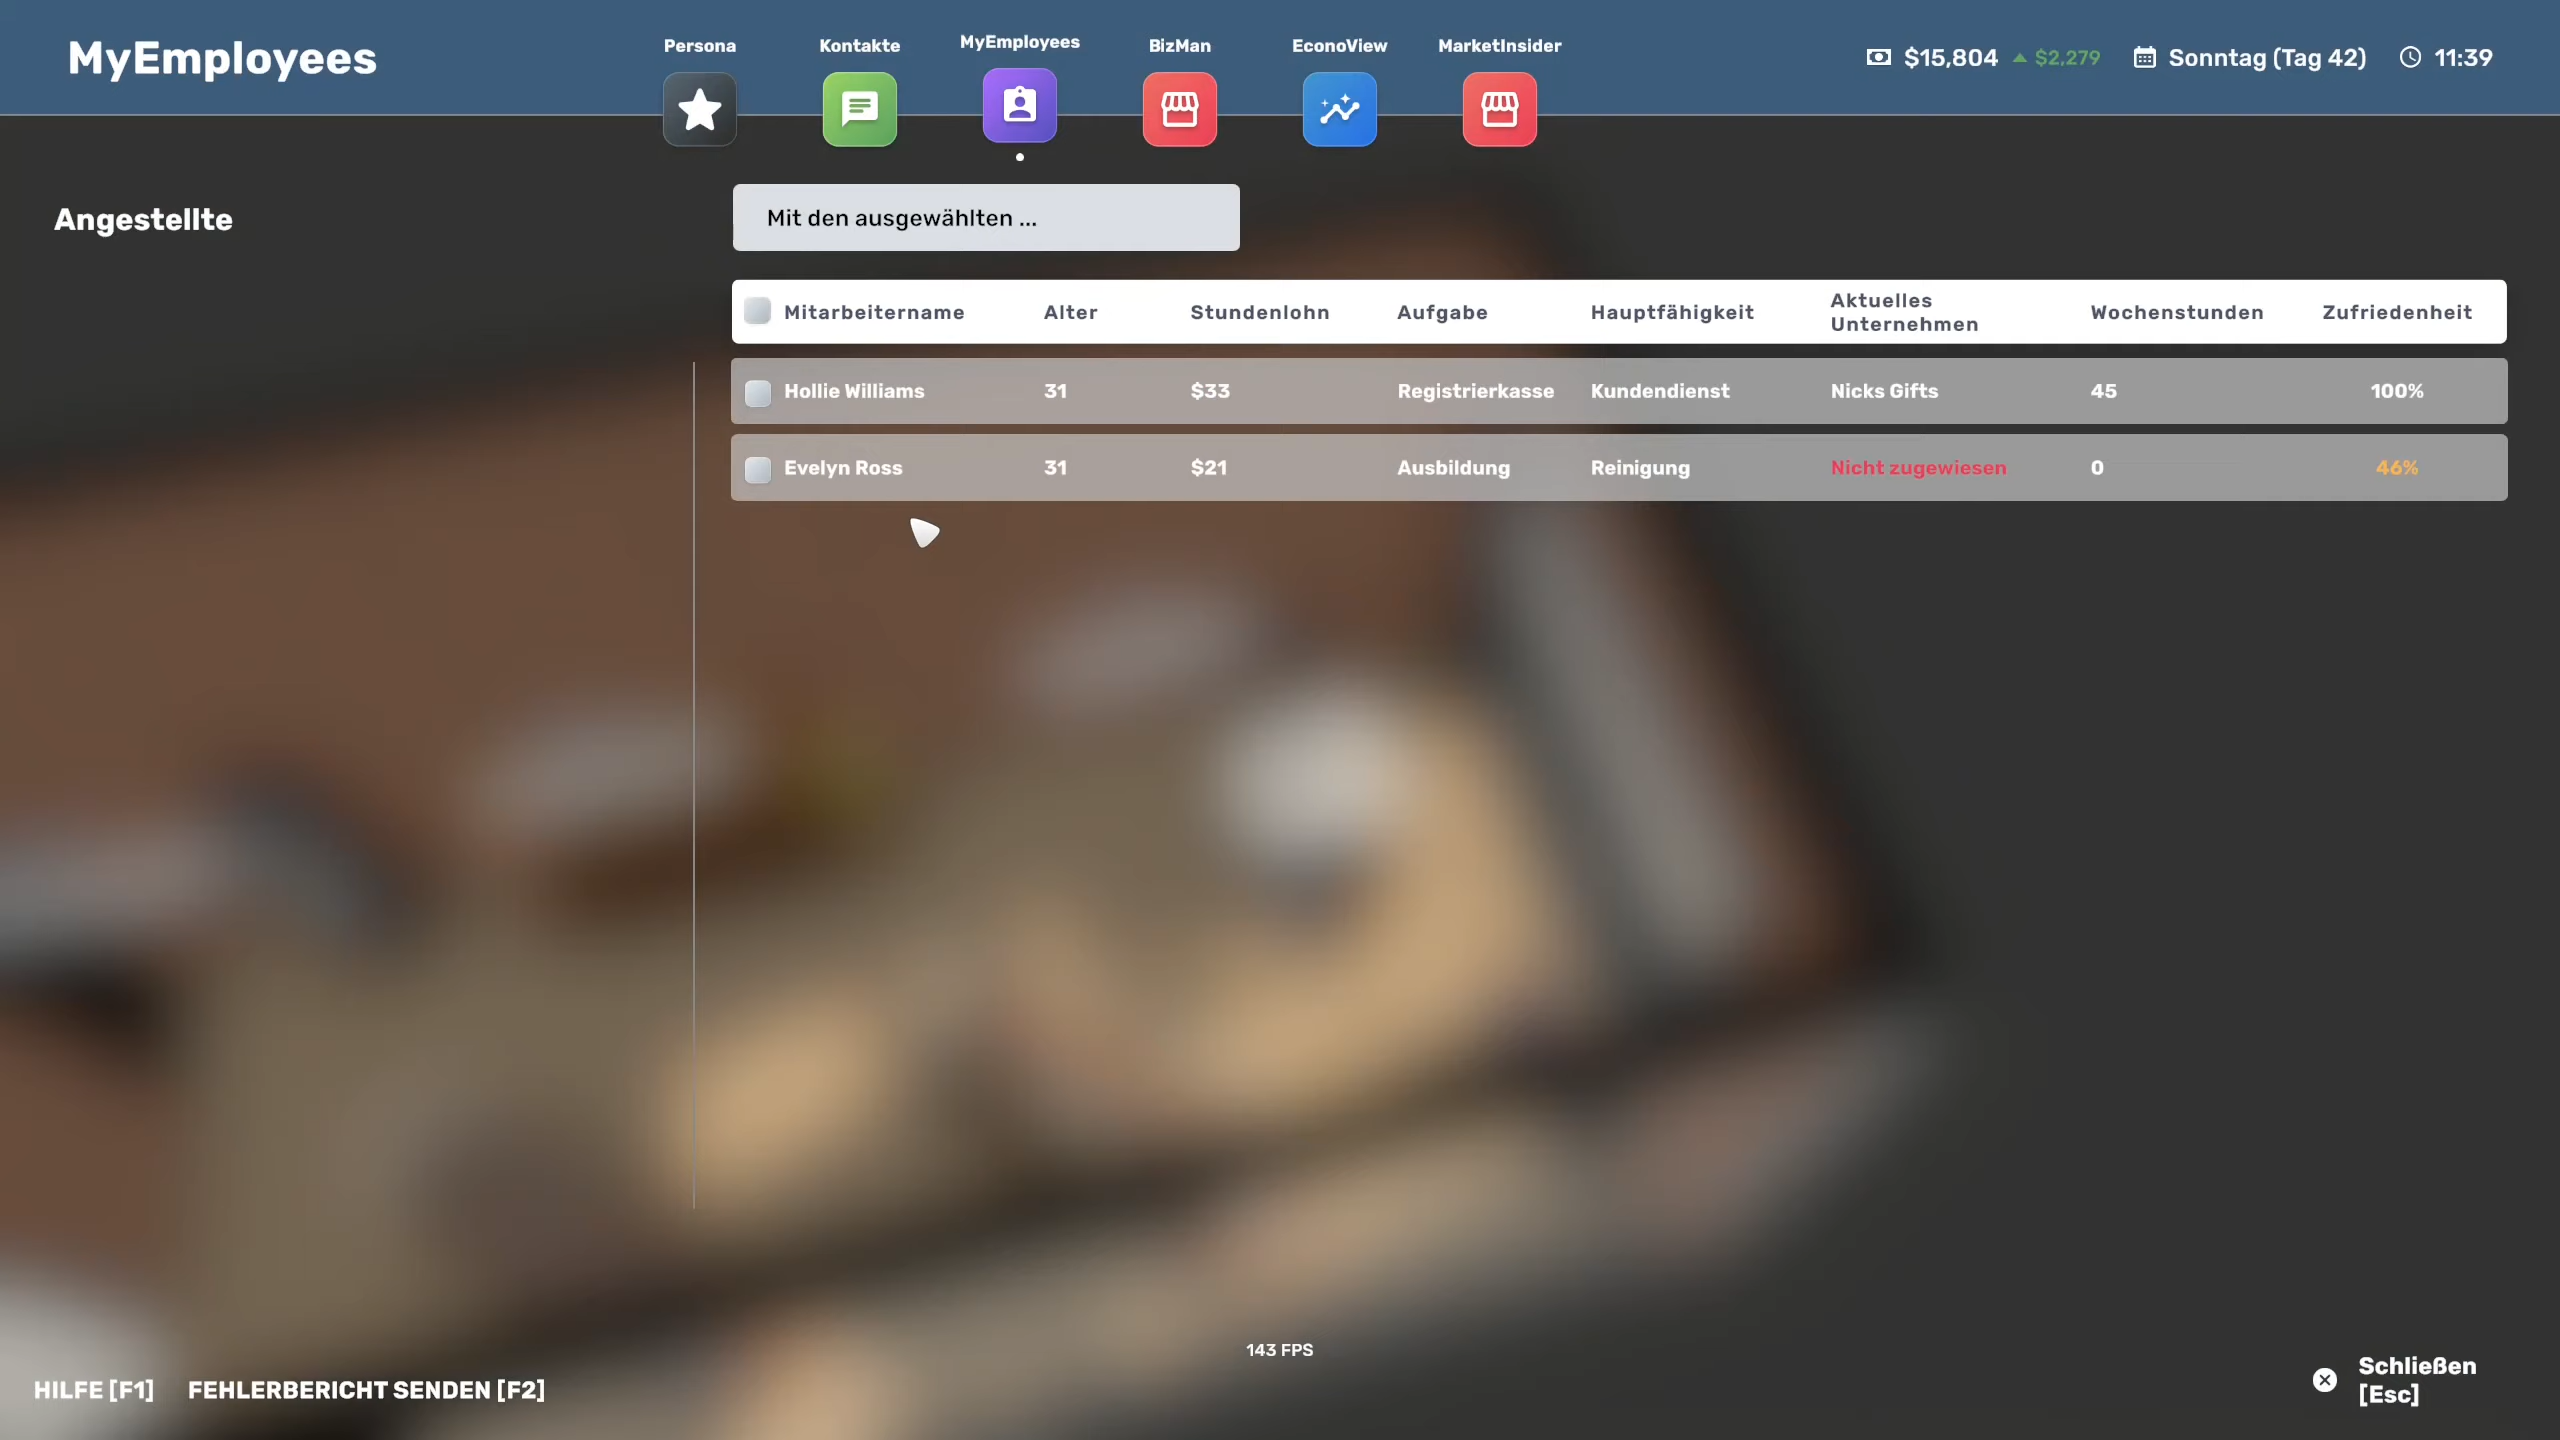 MyEmployees
Persona
Kontakte
MyEmployees
BizMan
EconoView
MarketInsider
$15,804
$2,279
Sonntag (Tag 42)
11:39
Angestellte
Mit den ausgewählten ...
Mitarbeitername Alter Stundenlohn Aufgabe Hauptfähigkeit Aktuelles Unternehmen Wochenstunden Zufriedenheit
Hollie Williams 31 $33 Registrierkasse Kundendienst Nicks Gifts 45 100%
Evelyn Ross 31 $21 Ausbildung Reinigung Nicht zugewiesen 0 46%
143 FPS
HILFE [F1] FEHLERBERICHT SENDEN [F2]
Schließen
[Esc]